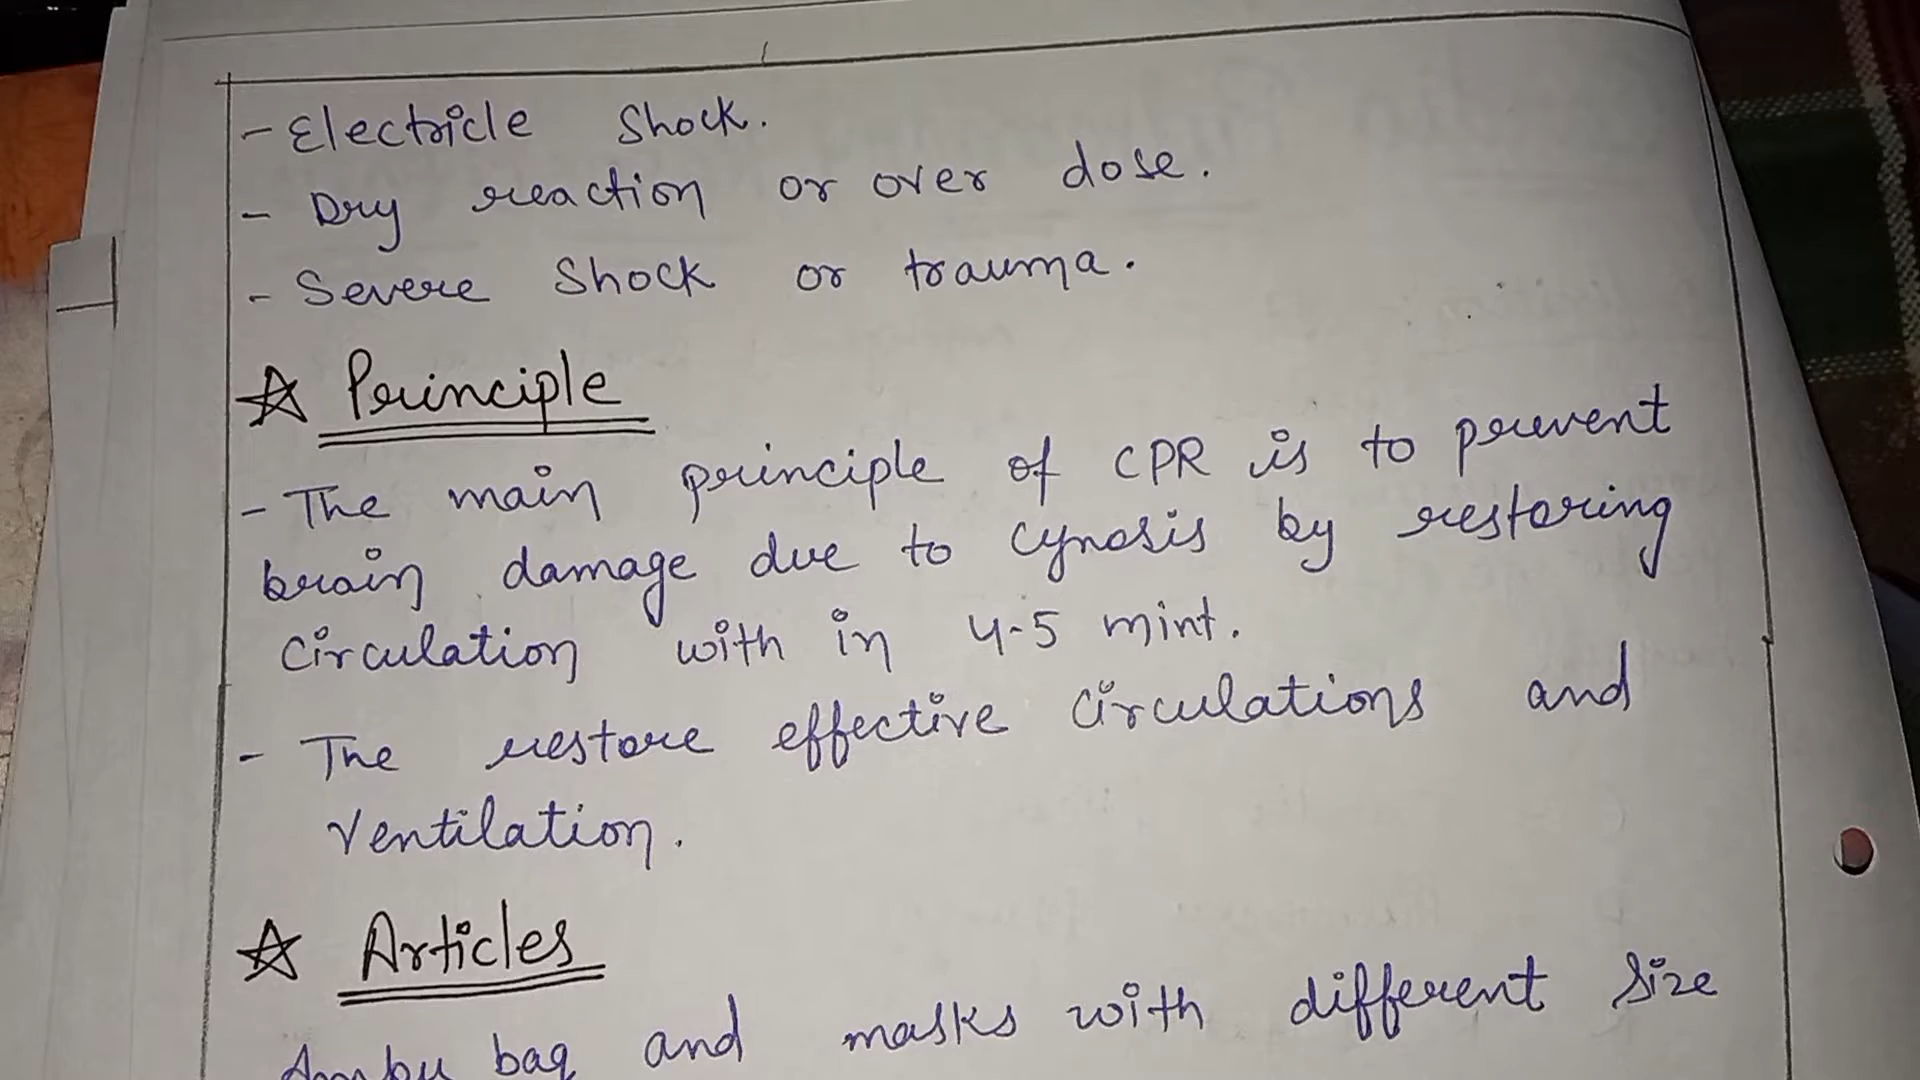 - Electricle Shock.
- Dry reaction or over dose.
- Severe Shock or trauma.
☆ Principle
- The main principle of CPR is to prevent
brain damage due to cynosis by restoring
circulation with in 4-5 mint.
- The restore effective circulations and
ventilation.
☆ Articles
Ambu bag and masks with different size